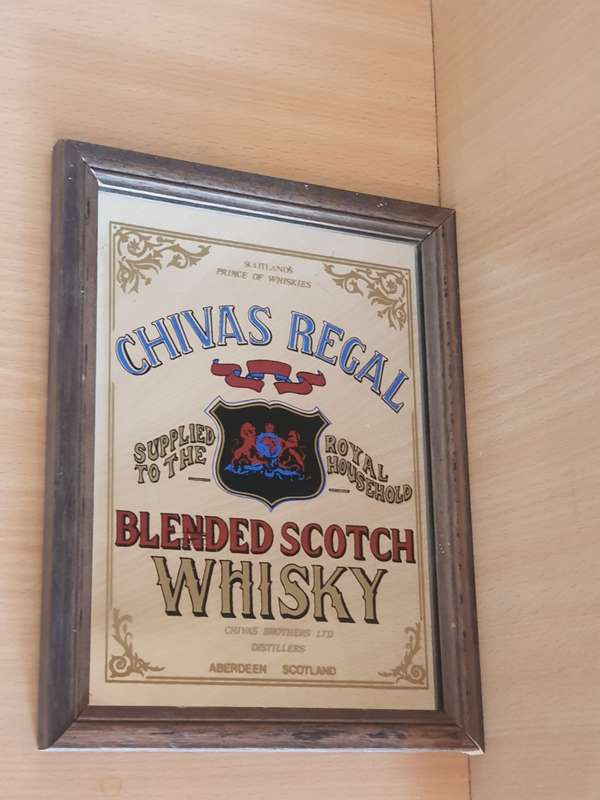 SCOTLAND'S
PRINCE OF WHISKIES
CHIVAS REGAL
SUPPLIED
TO THE
ROYAL
HOUSEHOLD
BLENDED SCOTCH
WHISKY
CHIVAS BROTHERS LTD
DISTILLERS
ABERDEEN SCOTLAND